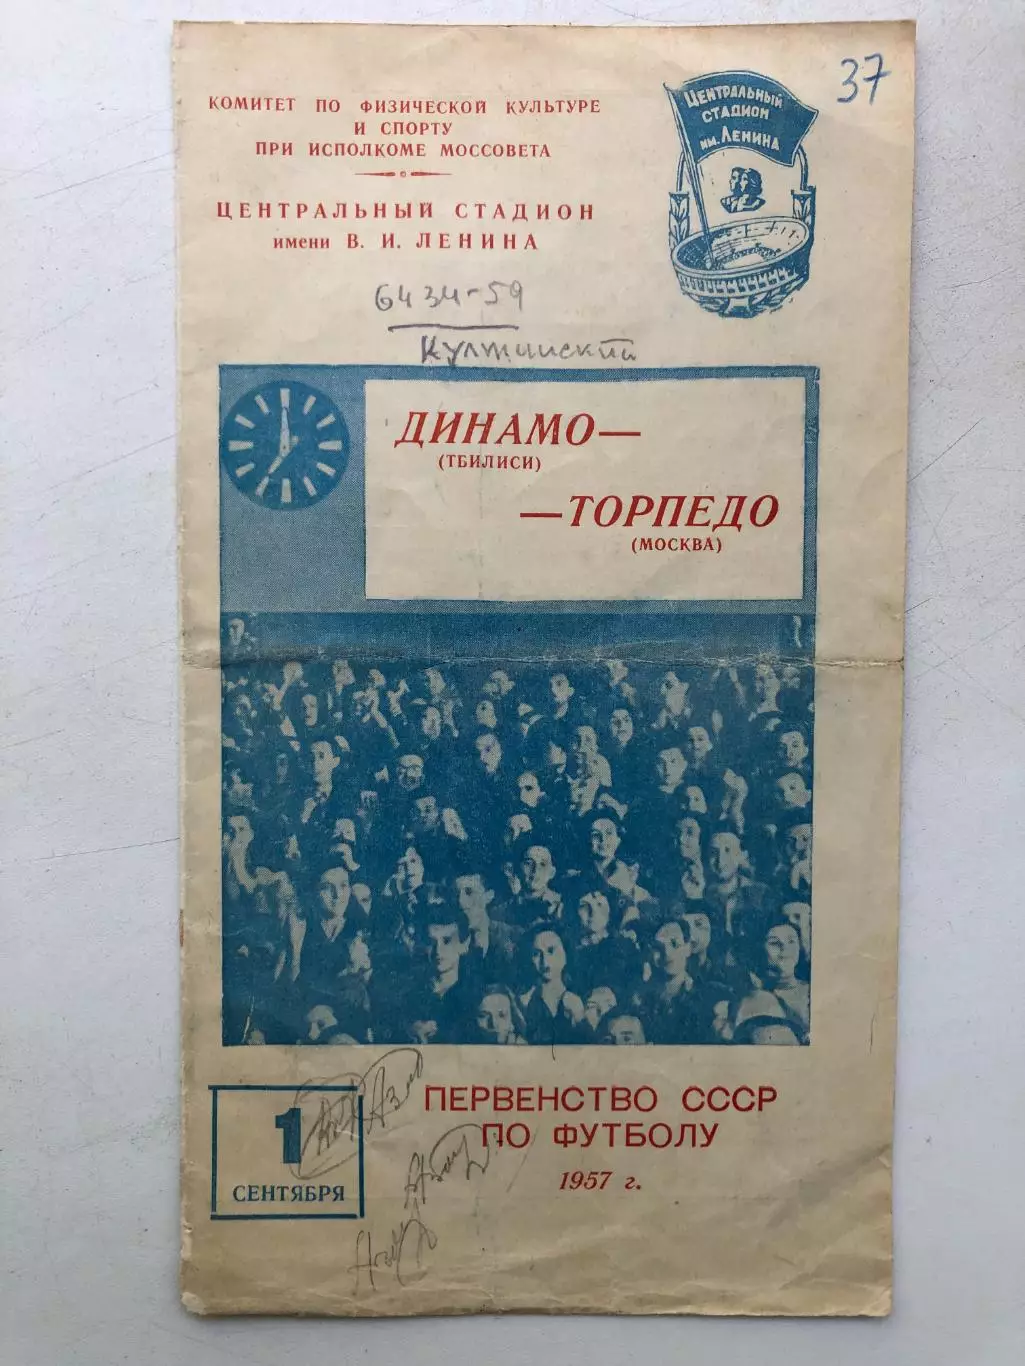 КОМИТЕТ ПО ФИЗИЧЕСКОЙ КУЛЬТУРЕ
И СПОРТУ
ПРИ ИСПОЛКОМЕ МОССОВЕТА
ЦЕНТРАЛЬНЫЙ СТАДИОН
имени В. И. ЛЕНИНА
ЦЕНТРАЛЬНЫЙ
СТАДИОН
им. ЛЕНИНА
37
6434-59
ДИНАМО—
(ТБИЛИСИ)
—ТОРПЕДО
(МОСКВА)
1
СЕНТЯБРЯ
ПЕРВЕНСТВО СССР
ПО ФУТБОЛУ
1957 г.